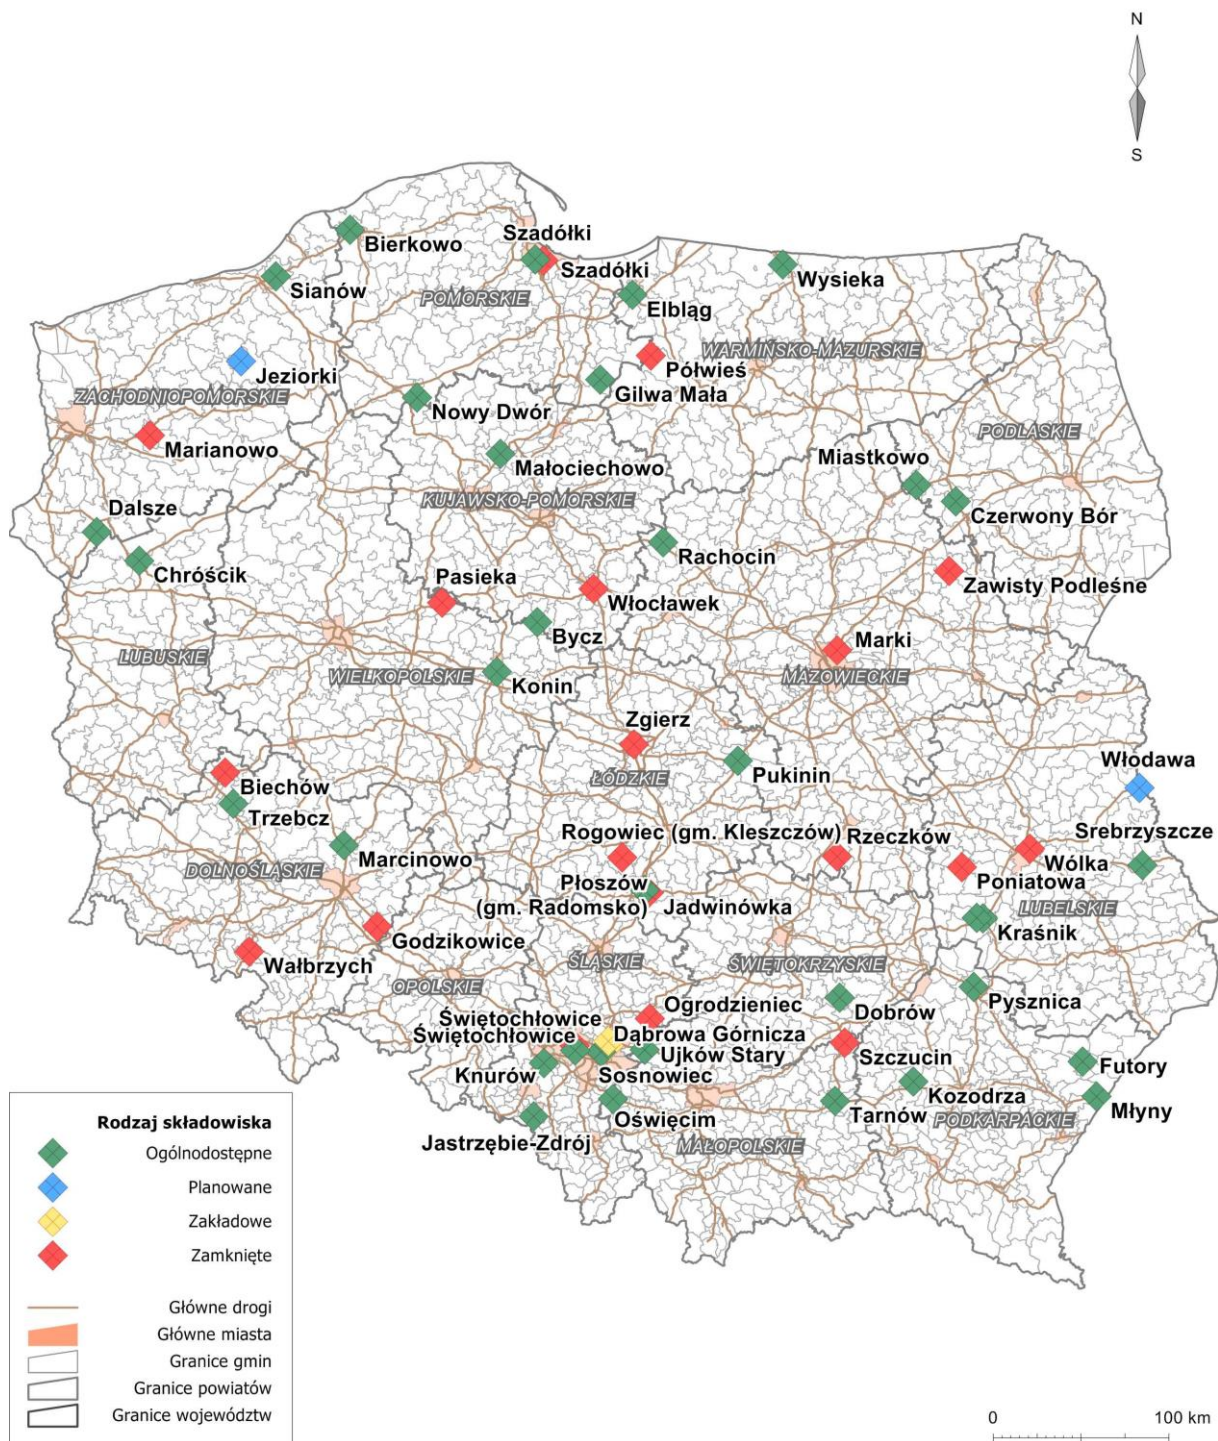 N
S
Bierkowo
Szadółki
Szadółki
Sianów
POMORSKIE
Wysieka
Elbląg
WARMIŃSKO-MAZURSKIE
Półwieś
Jeziorki
ZACHODNIOPOMORSKIE
Gilwa Mała
Nowy Dwór
Marianowo
PODLASKIE
Małociechowo
Miastkowo
KUJAWSKO-POMORSKIE
Dalsze
Czerwony Bór
Chróścik
Rachocin
Pasieka
Zawisty Podleśne
Włocławek
Bycz
Marki
LUBUSKIE
WIELKOPOLSKIE
Konin
MAZOWIECKIE
Zgierz
Włodawa
ŁÓDZKIE
Pukinin
Biechów
Trzebcz
Srebrzyszcze
Rogowiec (gm. Kleszczów)
Rzeczków
Marcinowo
Wólka
DOLNOŚLĄSKIE
Poniatowa
Płoszów
(gm. Radomsko)
Jadwinówka
LUBELSKIE
Kraśnik
Godzikowice
Wałbrzych
ŚLĄSKIE
ŚWIĘTOKRZYSKIE
OPOLSKIE
Pysznica
Ogrodzieniec
Dobrów
Świętochłowice
Dąbrowa Górnicza
Świętochłowice
Ujków Stary
Szczucin
Futory
Knurów
Sosnowiec
Kozodrza
Młyny
Oświęcim
Tarnów
PODKARPACKIE
Jastrzębie-Zdrój
MAŁOPOLSKIE
Rodzaj składowiska
Ogólnodostępne
Planowane
Zakładowe
Zamknięte
Główne drogi
Główne miasta
Granice gmin
Granice powiatów
Granice województw
0 100 km